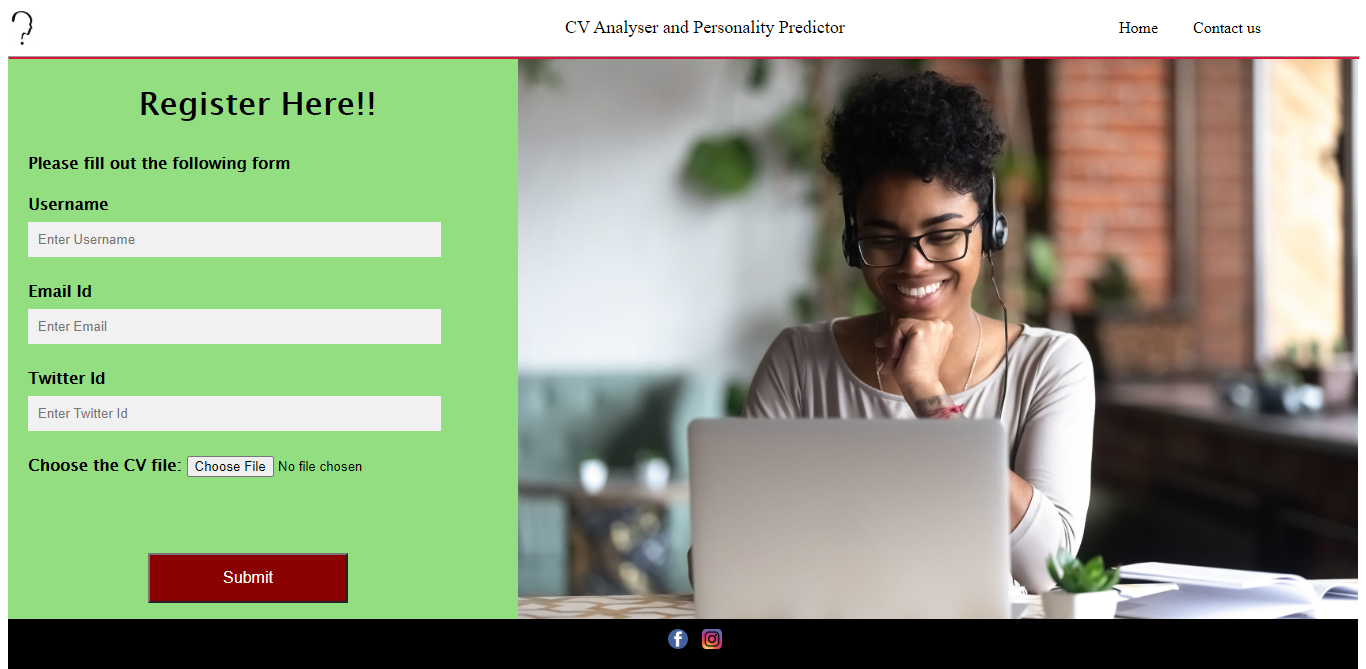 CV Analyser and Personality Predictor
Home
Contact us
Register Here!!
Please fill out the following form
Username
Enter Username
Email Id
Enter Email
Twitter Id
Enter Twitter Id
Choose the CV file: Choose File No file chosen
Submit